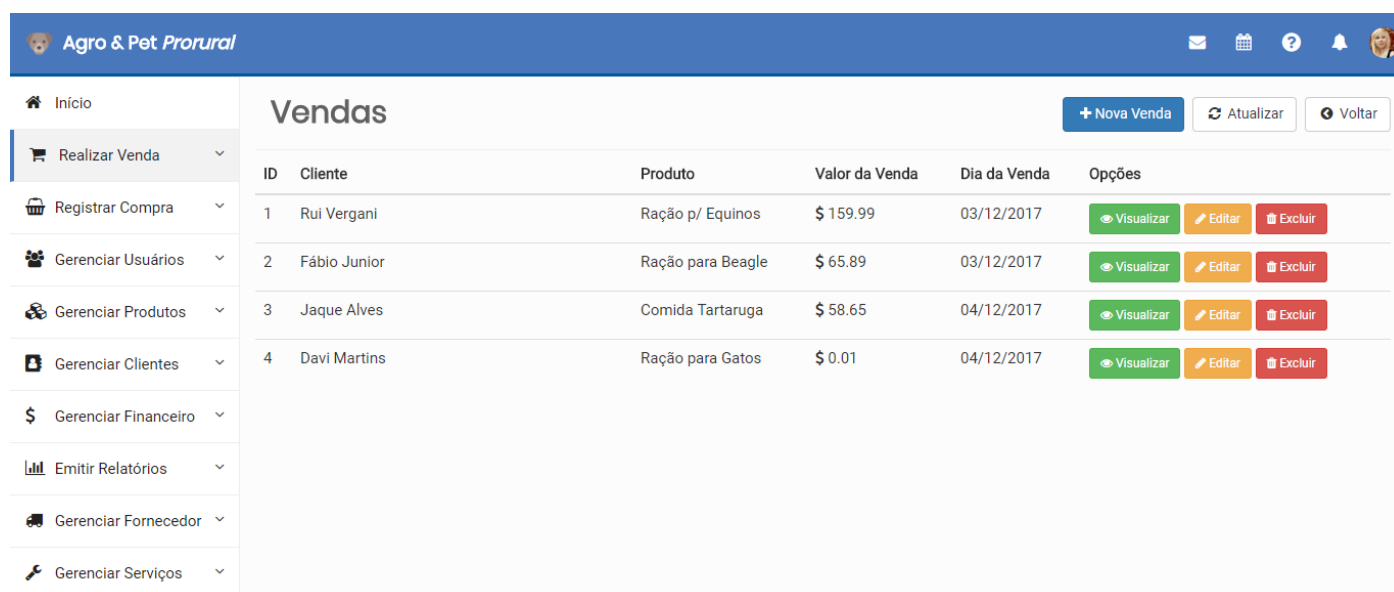 Agro & Pet Prorural
Início
Realizar Venda
Registrar Compra
Gerenciar Usuários
Gerenciar Produtos
Gerenciar Clientes
$ Gerenciar Financeiro
Emitir Relatórios
Gerenciar Fornecedor
Gerenciar Serviços
Vendas
+ Nova Venda Atualizar Voltar
ID Cliente Produto Valor da Venda Dia da Venda Opções
1 Rui Vergani Ração p/ Equinos $ 159.99 03/12/2017 Visualizar Editar Excluir
2 Fábio Junior Ração para Beagle $ 65.89 03/12/2017 Visualizar Editar Excluir
3 Jaque Alves Comida Tartaruga $ 58.65 04/12/2017 Visualizar Editar Excluir
4 Davi Martins Ração para Gatos $ 0.01 04/12/2017 Visualizar Editar Excluir